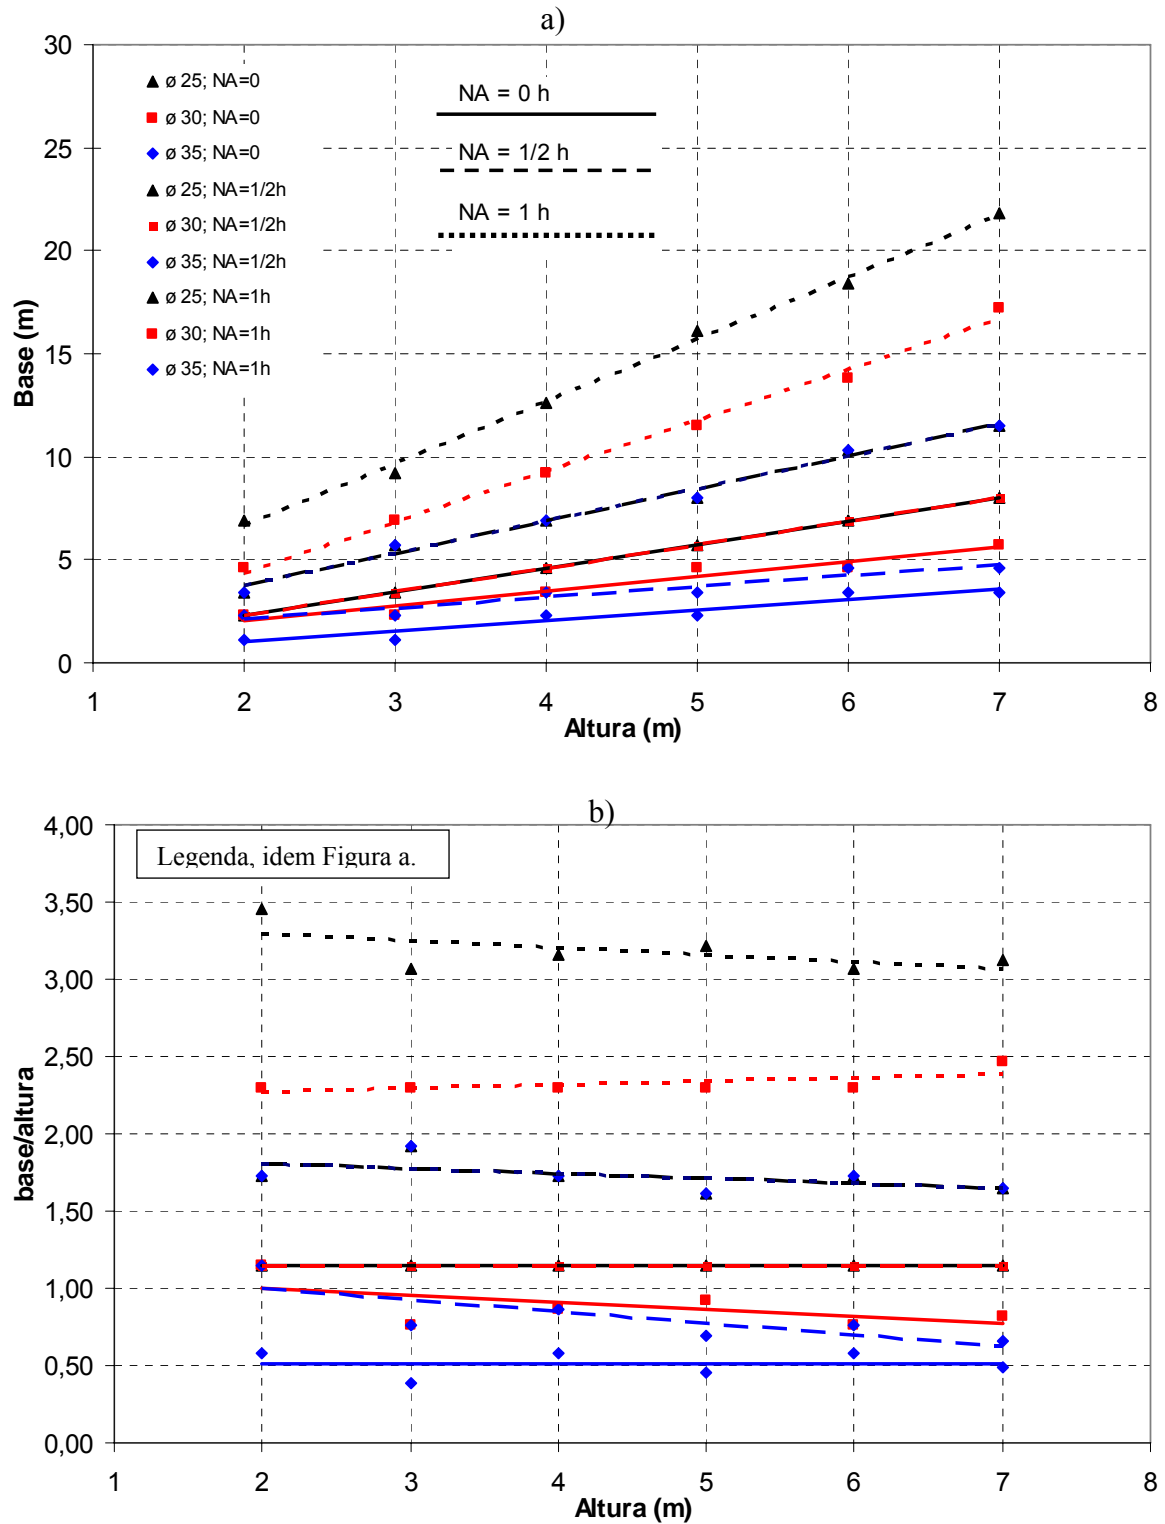 a)
30
25
20
15
10
5
0
Base (m)
ø 25; NA=0
ø 30; NA=0
ø 35; NA=0
ø 25; NA=1/2h
ø 30; NA=1/2h
ø 35; NA=1/2h
ø 25; NA=1h
ø 30; NA=1h
ø 35; NA=1h
NA = 0 h
NA = 1/2 h
NA = 1 h
1 2 3 4 5 6 7 8
Altura (m)
b)
4,00
3,50
3,00
2,50
2,00
1,50
1,00
0,50
0,00
base/altura
Legenda, idem Figura a.
1 2 3 4 5 6 7 8
Altura (m)